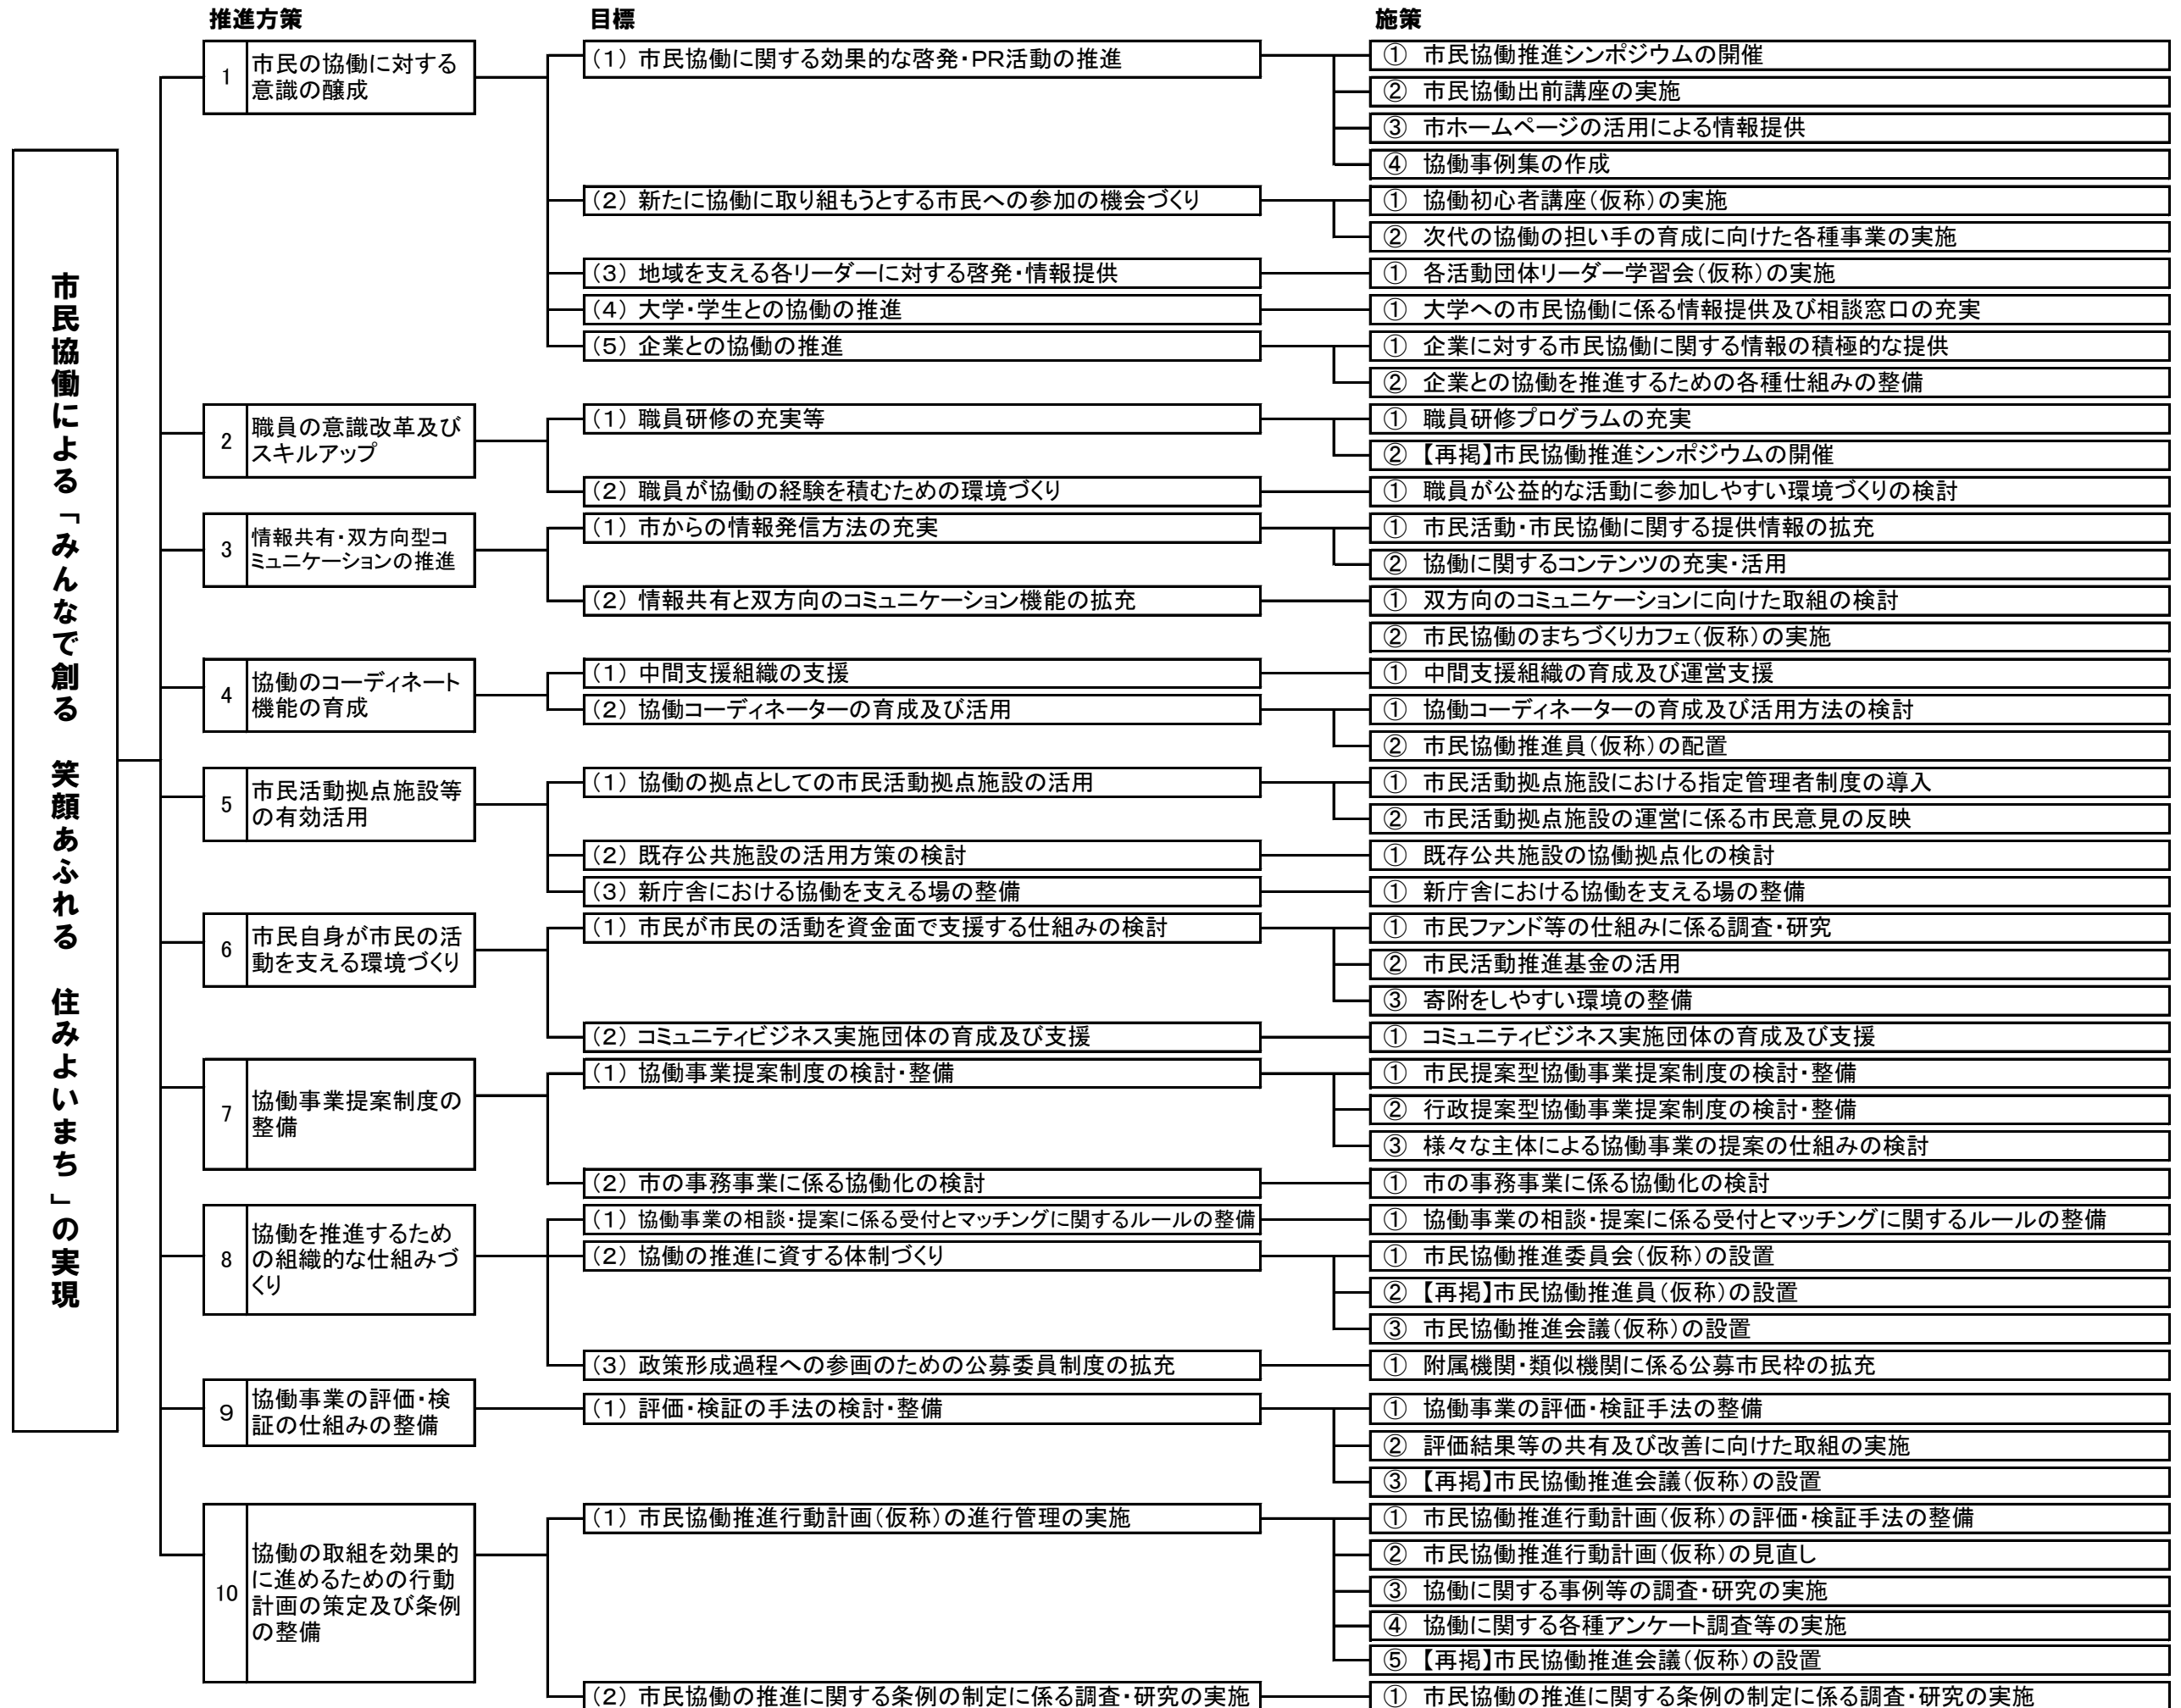 推進方策
目標
施策
市民協働による「みんなで創る　笑顔あふれる　住みよいまち」の実現
1
市民の協働に対する
意識の醸成
(1) 市民協働に関する効果的な啓発・PR活動の推進
① 市民協働推進シンポジウムの開催
② 市民協働出前講座の実施
③ 市ホームページの活用による情報提供
④ 協働事例集の作成
(2) 新たに協働に取り組もうとする市民への参加の機会づくり
① 協働初心者講座(仮称)の実施
② 次代の協働の担い手の育成に向けた各種事業の実施
(3) 地域を支える各リーダーに対する啓発・情報提供
① 各活動団体リーダー学習会(仮称)の実施
(4) 大学・学生との協働の推進
① 大学への市民協働に係る情報提供及び相談窓口の充実
(5) 企業との協働の推進
① 企業に対する市民協働に関する情報の積極的な提供
② 企業との協働を推進するための各種仕組みの整備
2
職員の意識改革及び
スキルアップ
(1) 職員研修の充実等
① 職員研修プログラムの充実
② 【再掲】市民協働推進シンポジウムの開催
(2) 職員が協働の経験を積むための環境づくり
① 職員が公益的な活動に参加しやすい環境づくりの検討
3
情報共有・双方向型コ
ミュニケーションの推進
(1) 市からの情報発信方法の充実
① 市民活動・市民協働に関する提供情報の拡充
② 協働に関するコンテンツの充実・活用
(2) 情報共有と双方向のコミュニケーション機能の拡充
① 双方向のコミュニケーションに向けた取組の検討
② 市民協働のまちづくりカフェ(仮称)の実施
4
協働のコーディネート
機能の育成
(1) 中間支援組織の支援
① 中間支援組織の育成及び運営支援
(2) 協働コーディネーターの育成及び活用
① 協働コーディネーターの育成及び活用方法の検討
② 市民協働推進員(仮称)の配置
5
市民活動拠点施設等
の有効活用
(1) 協働の拠点としての市民活動拠点施設の活用
① 市民活動拠点施設における指定管理者制度の導入
② 市民活動拠点施設の運営に係る市民意見の反映
(2) 既存公共施設の活用方策の検討
① 既存公共施設の協働拠点化の検討
(3) 新庁舎における協働を支える場の整備
① 新庁舎における協働を支える場の整備
6
市民自身が市民の活
動を支える環境づくり
(1) 市民が市民の活動を資金面で支援する仕組みの検討
① 市民ファンド等の仕組みに係る調査・研究
② 市民活動推進基金の活用
③ 寄附をしやすい環境の整備
(2) コミュニティビジネス実施団体の育成及び支援
① コミュニティビジネス実施団体の育成及び支援
7
協働事業提案制度の
整備
(1) 協働事業提案制度の検討・整備
① 市民提案型協働事業提案制度の検討・整備
② 行政提案型協働事業提案制度の検討・整備
③ 様々な主体による協働事業の提案の仕組みの検討
(2) 市の事務事業に係る協働化の検討
① 市の事務事業に係る協働化の検討
8
協働を推進するため
の組織的な仕組みづ
くり
(1) 協働事業の相談・提案に係る受付とマッチングに関するルールの整備
① 協働事業の相談・提案に係る受付とマッチングに関するルールの整備
(2) 協働の推進に資する体制づくり
① 市民協働推進委員会(仮称)の設置
② 【再掲】市民協働推進員(仮称)の設置
③ 市民協働推進会議(仮称)の設置
(3) 政策形成過程への参画のための公募委員制度の拡充
① 附属機関・類似機関に係る公募市民枠の拡充
9
協働事業の評価・検
証の仕組みの整備
(1) 評価・検証の手法の検討・整備
① 協働事業の評価・検証手法の整備
② 評価結果等の共有及び改善に向けた取組の実施
③ 【再掲】市民協働推進会議(仮称)の設置
10
協働の取組を効果的
に進めるための行動
計画の策定及び条例
の整備
(1) 市民協働推進行動計画(仮称)の進行管理の実施
① 市民協働推進行動計画(仮称)の評価・検証手法の整備
② 市民協働推進行動計画(仮称)の見直し
③ 協働に関する事例等の調査・研究の実施
④ 協働に関する各種アンケート調査等の実施
⑤ 【再掲】市民協働推進会議(仮称)の設置
(2) 市民協働の推進に関する条例の制定に係る調査・研究の実施
① 市民協働の推進に関する条例の制定に係る調査・研究の実施